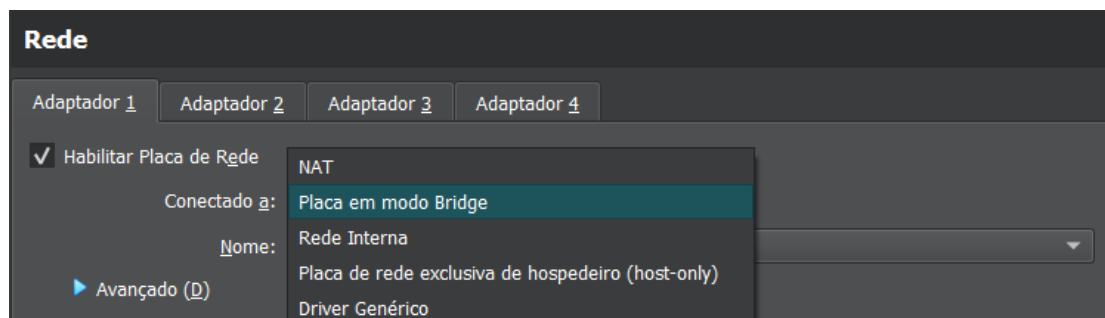 Rede
Adaptador 1 Adaptador 2 Adaptador 3 Adaptador 4
Habilitar Placa de Rede
NAT
Conectado a: Placa em modo Bridge
Nome: Rede Interna
Placa de rede exclusiva de hospedeiro (host-only)
Avançado (D)
Driver Genérico